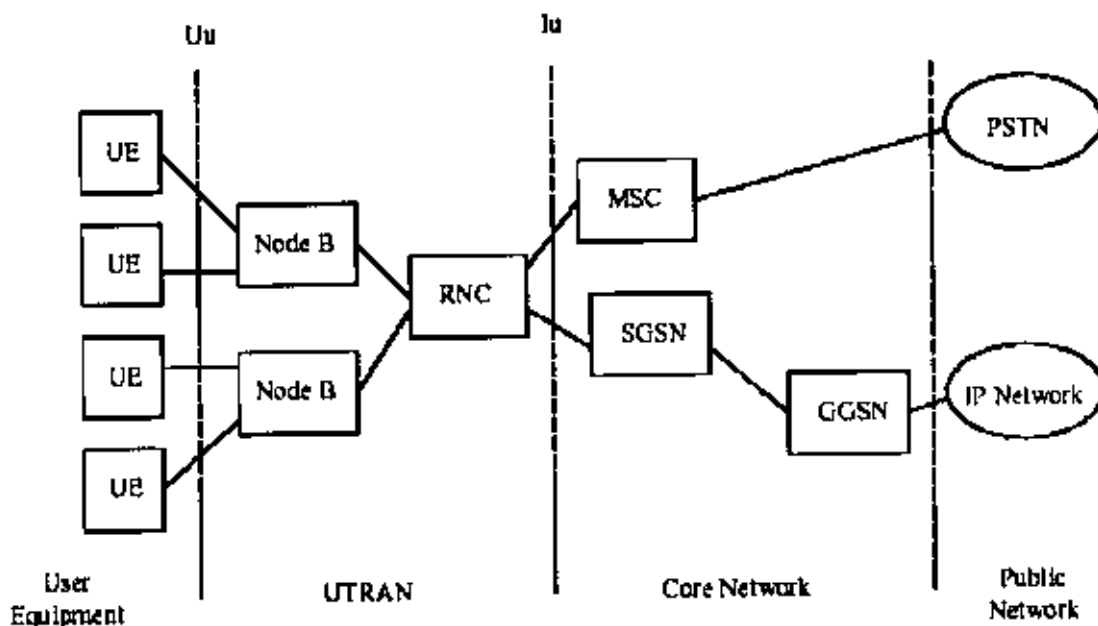 Uu
Iu
UE
UE
UE
UE
Node B
Node B
RNC
MSC
SGSN
GGSN
PSTN
IP Network
User
Equipment
UTRAN
Core Network
Public
Network